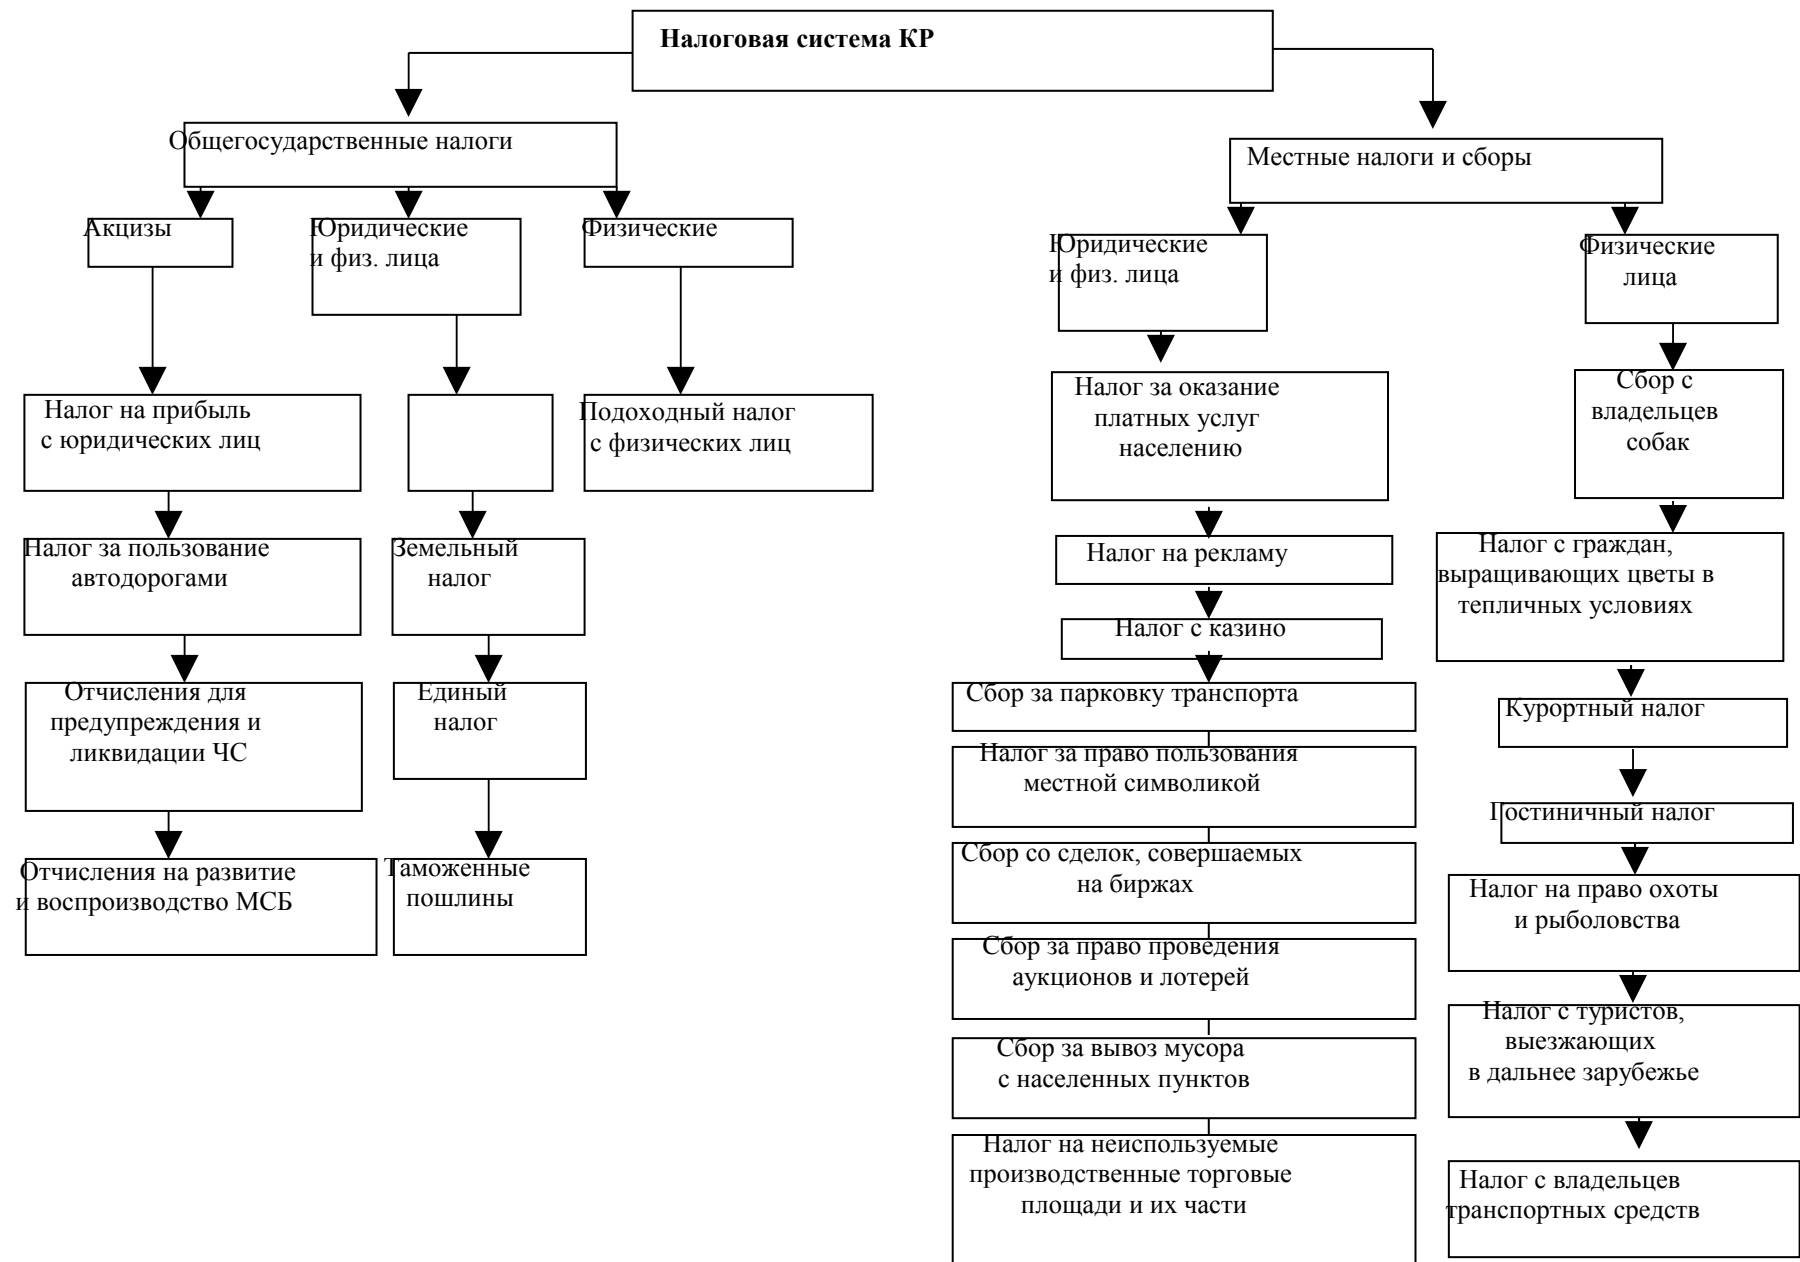 Налоговая система КР
Общегосударственные налоги
Местные налоги и сборы
Акцизы
Юридические
и физ. лица
Физические
Юридические
и физ. лица
Физические
лица
Налог на прибыль
с юридических лиц
Подоходный налог
с физических лиц
Налог за пользование
автодорогами
Земельный
налог
Отчисления для
предупреждения и
ликвидации ЧС
Единый
налог
Отчисления на развитие
и воспроизводство МСБ
Таможенные
пошлины
Налог за оказание
платных услуг
населению
Налог на рекламу
Налог с казино
Сбор за парковку транспорта
Налог за право пользования
местной символикой
Сбор со сделок, совершаемых
на биржах
Сбор за право проведения
аукционов и лотерей
Сбор за вывоз мусора
с населенных пунктов
Налог на неиспользуемые
производственные торговые
площади и их части
Сбор с
владельцев
собак
Налог с граждан,
выращивающих цветы в
тепличных условиях
Курортный налог
Гостиничный налог
Налог на право охоты
и рыболовства
Налог с туристов,
выезжающих
в дальнее зарубежье
Налог с владельцев
транспортных средств